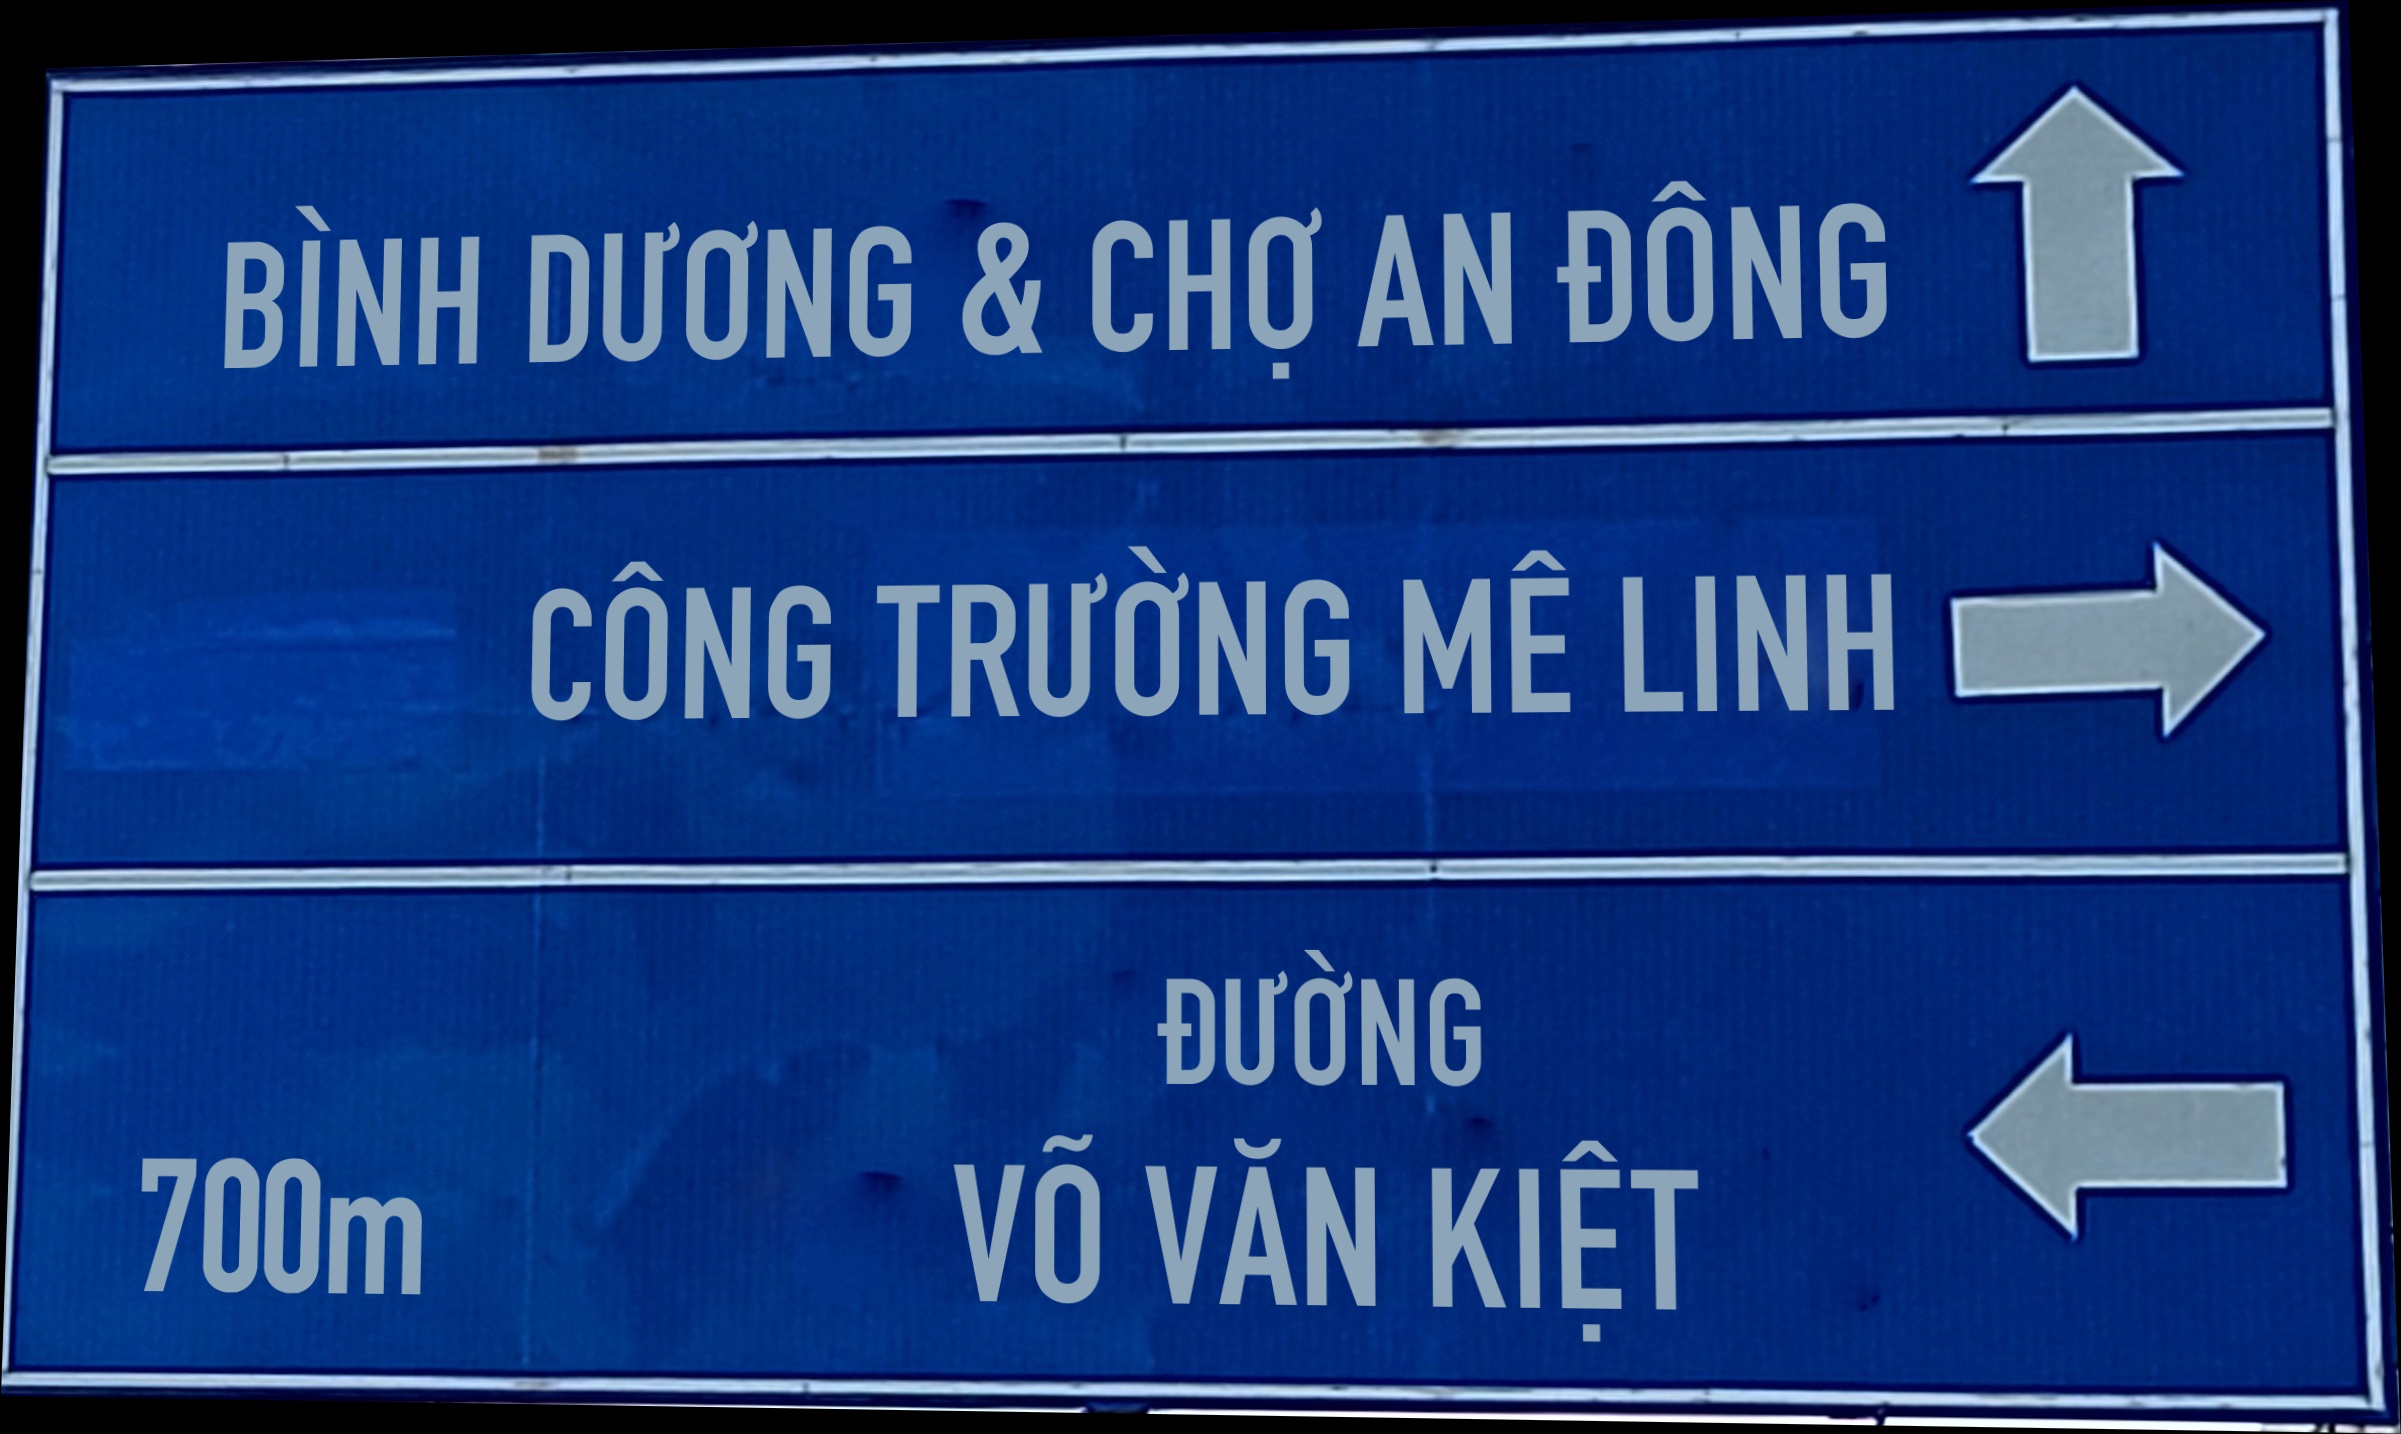 BÌNH DƯƠNG & CHỢ AN ĐÔNG
CÔNG TRƯỜNG MÊ LINH
ĐƯỜNG
VÕ VĂN KIỆT
700m